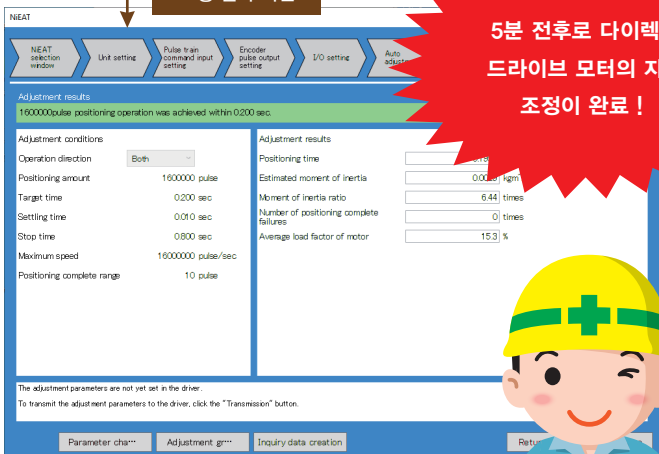 NiEAT
5분 전후로 다이렉
드라이브 모터의 자
조정이 완료!
NiEAT selection window
Unit setting
Pulse train command input setting
Encoder pulse output setting
I/O setting
Auto
Adjustment results
1600000pulse positioning operation was achieved within 0.200 sec.
Adjustment conditions
Operation direction Both
Positioning amount 1600000 pulse
Target time 0.200 sec
Settling time 0.010 sec
Stop time 0.800 sec
Maximum speed 16000000 pulse/sec
Positioning complete range 10 pulse
Adjustment results
Positioning time
Estimated moment of inertia kgm
Moment of inertia ratio 6.44 times
Number of positioning complete failures 0 times
Average load factor of motor 15.3 %
The adjustment parameters are not yet set in the driver.
To transmit the adjustment parameters to the driver, click the "Transmission" button.
Parameter cha…
Adjustment gr…
Inquiry data creation